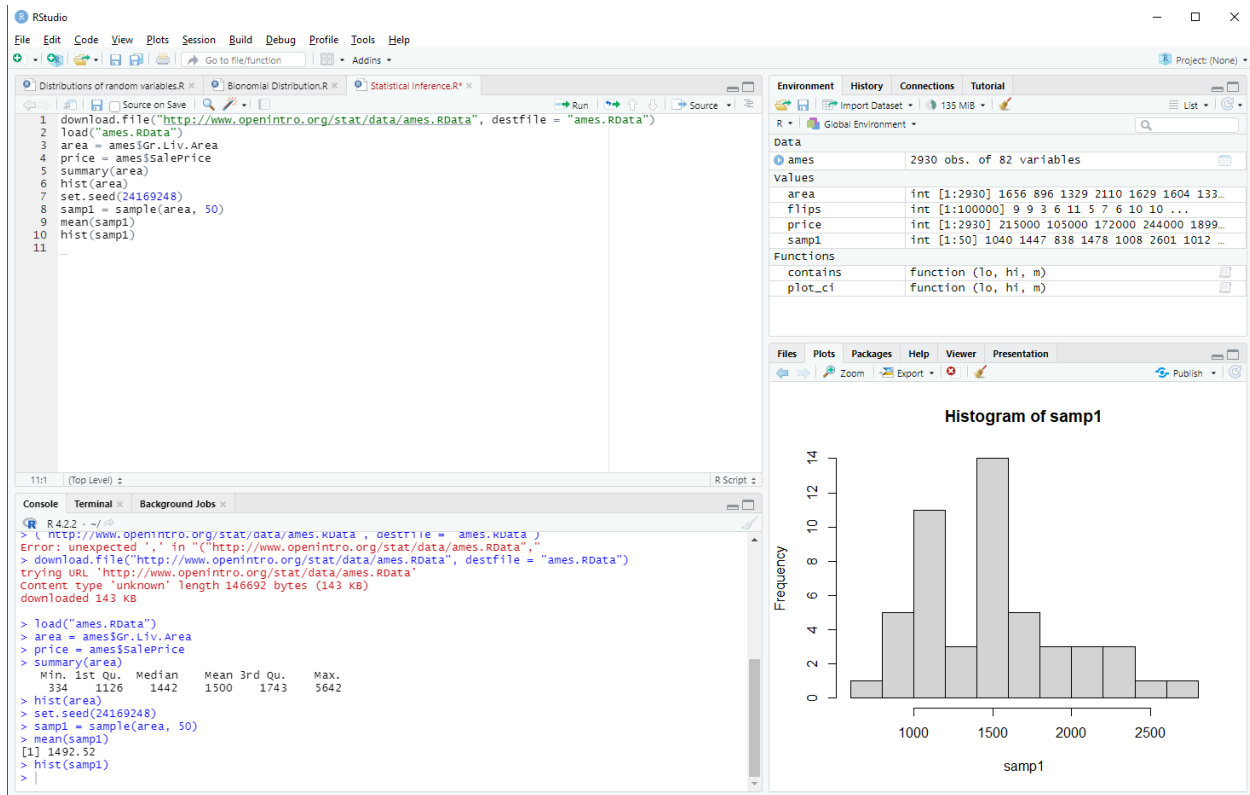 RStudio
File Edit Code View Plots Session Build Debug Profile Tools Help
Go to file/function Addins Project: (None)
Distributions of random variables.R Bionomial Distribution.R Statistical Inference.R*
Source on Save Run Source
1 download.file("http://www.openintro.org/stat/data/ames.RData", destfile = "ames.RData")
2 load("ames.RData")
3 area = ames$Gr.Liv.Area
4 price = ames$SalePrice
5 summary(area)
6 hist(area)
7 set.seed(24169248)
8 samp1 = sample(area, 50)
9 mean(samp1)
10 hist(samp1)
11
11:1 (Top Level) R Script
Console Terminal Background Jobs
R 4.2.2 · ~/
> ("http://www.openintro.org/stat/data/ames.RData", destfile = "ames.RData")
Error: unexpected ',' in "("http://www.openintro.org/stat/data/ames.RData","
> download.file("http://www.openintro.org/stat/data/ames.RData", destfile = "ames.RData")
trying URL 'http://www.openintro.org/stat/data/ames.RData'
Content type 'unknown' length 146692 bytes (143 KB)
downloaded 143 KB
> load("ames.RData")
> area = ames$Gr.Liv.Area
> price = ames$SalePrice
> summary(area)
Min. 1st Qu. Median Mean 3rd Qu. Max.
334 1126 1442 1500 1743 5642
> hist(area)
> set.seed(24169248)
> samp1 = sample(area, 50)
> mean(samp1)
[1] 1492.52
> hist(samp1)
>
Environment History Connections Tutorial
Import Dataset 135 MiB List
R Global Environment
Data
ames 2930 obs. of 82 variables
Values
area int [1:2930] 1656 896 1329 2110 1629 1604 133…
flips int [1:100000] 9 9 3 6 11 5 7 6 10 10 ...
price int [1:2930] 215000 105000 172000 244000 1899…
samp1 int [1:50] 1040 1447 838 1478 1008 2601 1012 …
Functions
contains function (lo, hi, m)
plot_ci function (lo, hi, m)
Files Plots Packages Help Viewer Presentation
Zoom Export Publish
Histogram of samp1
Frequency
14
12
10
8
6
4
2
0
1000 1500 2000 2500
samp1